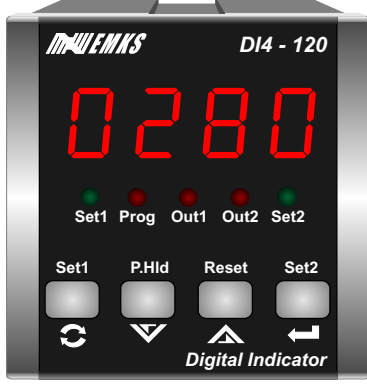 EMKS DI4 - 120
0280
Set1 Prog Out1 Out2 Set2
Set1 P.Hld Reset Set2
Digital Indicator